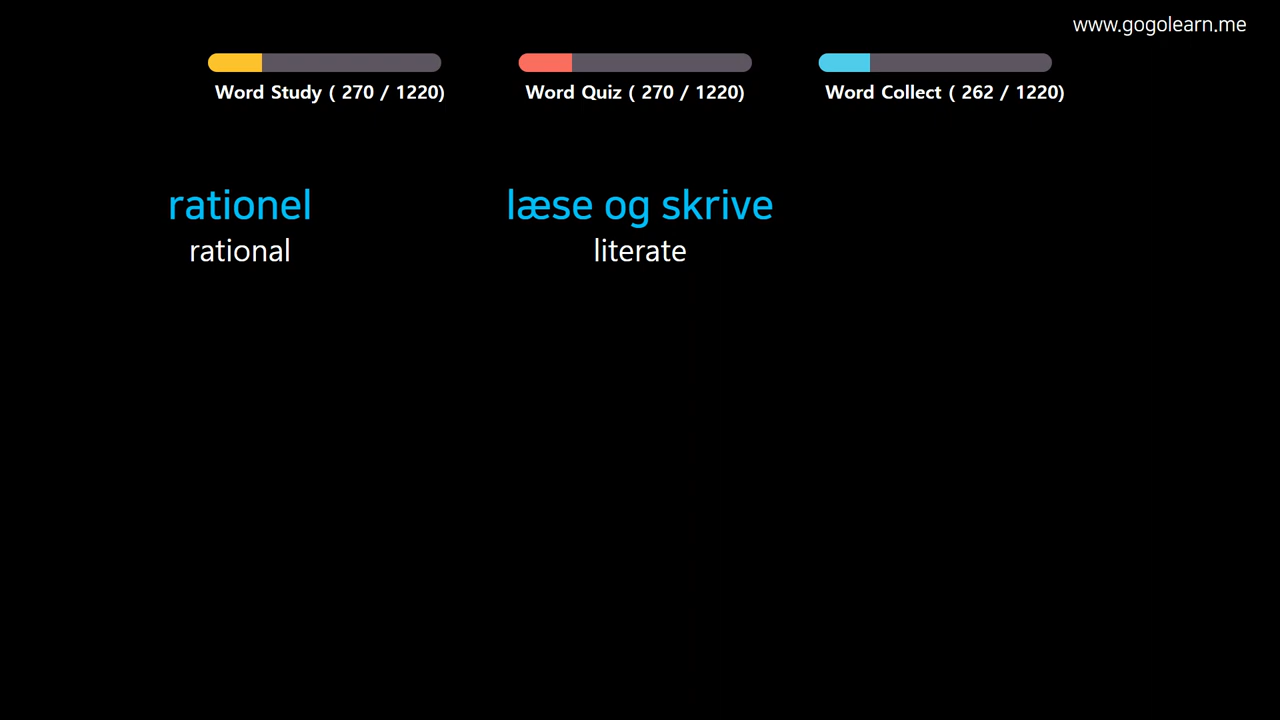 www.gogolearn.me
Word Study ( 270 / 1220)
Word Quiz ( 270 / 1220)
Word Collect ( 262 / 1220)
rationel
rational
læse og skrive
literate